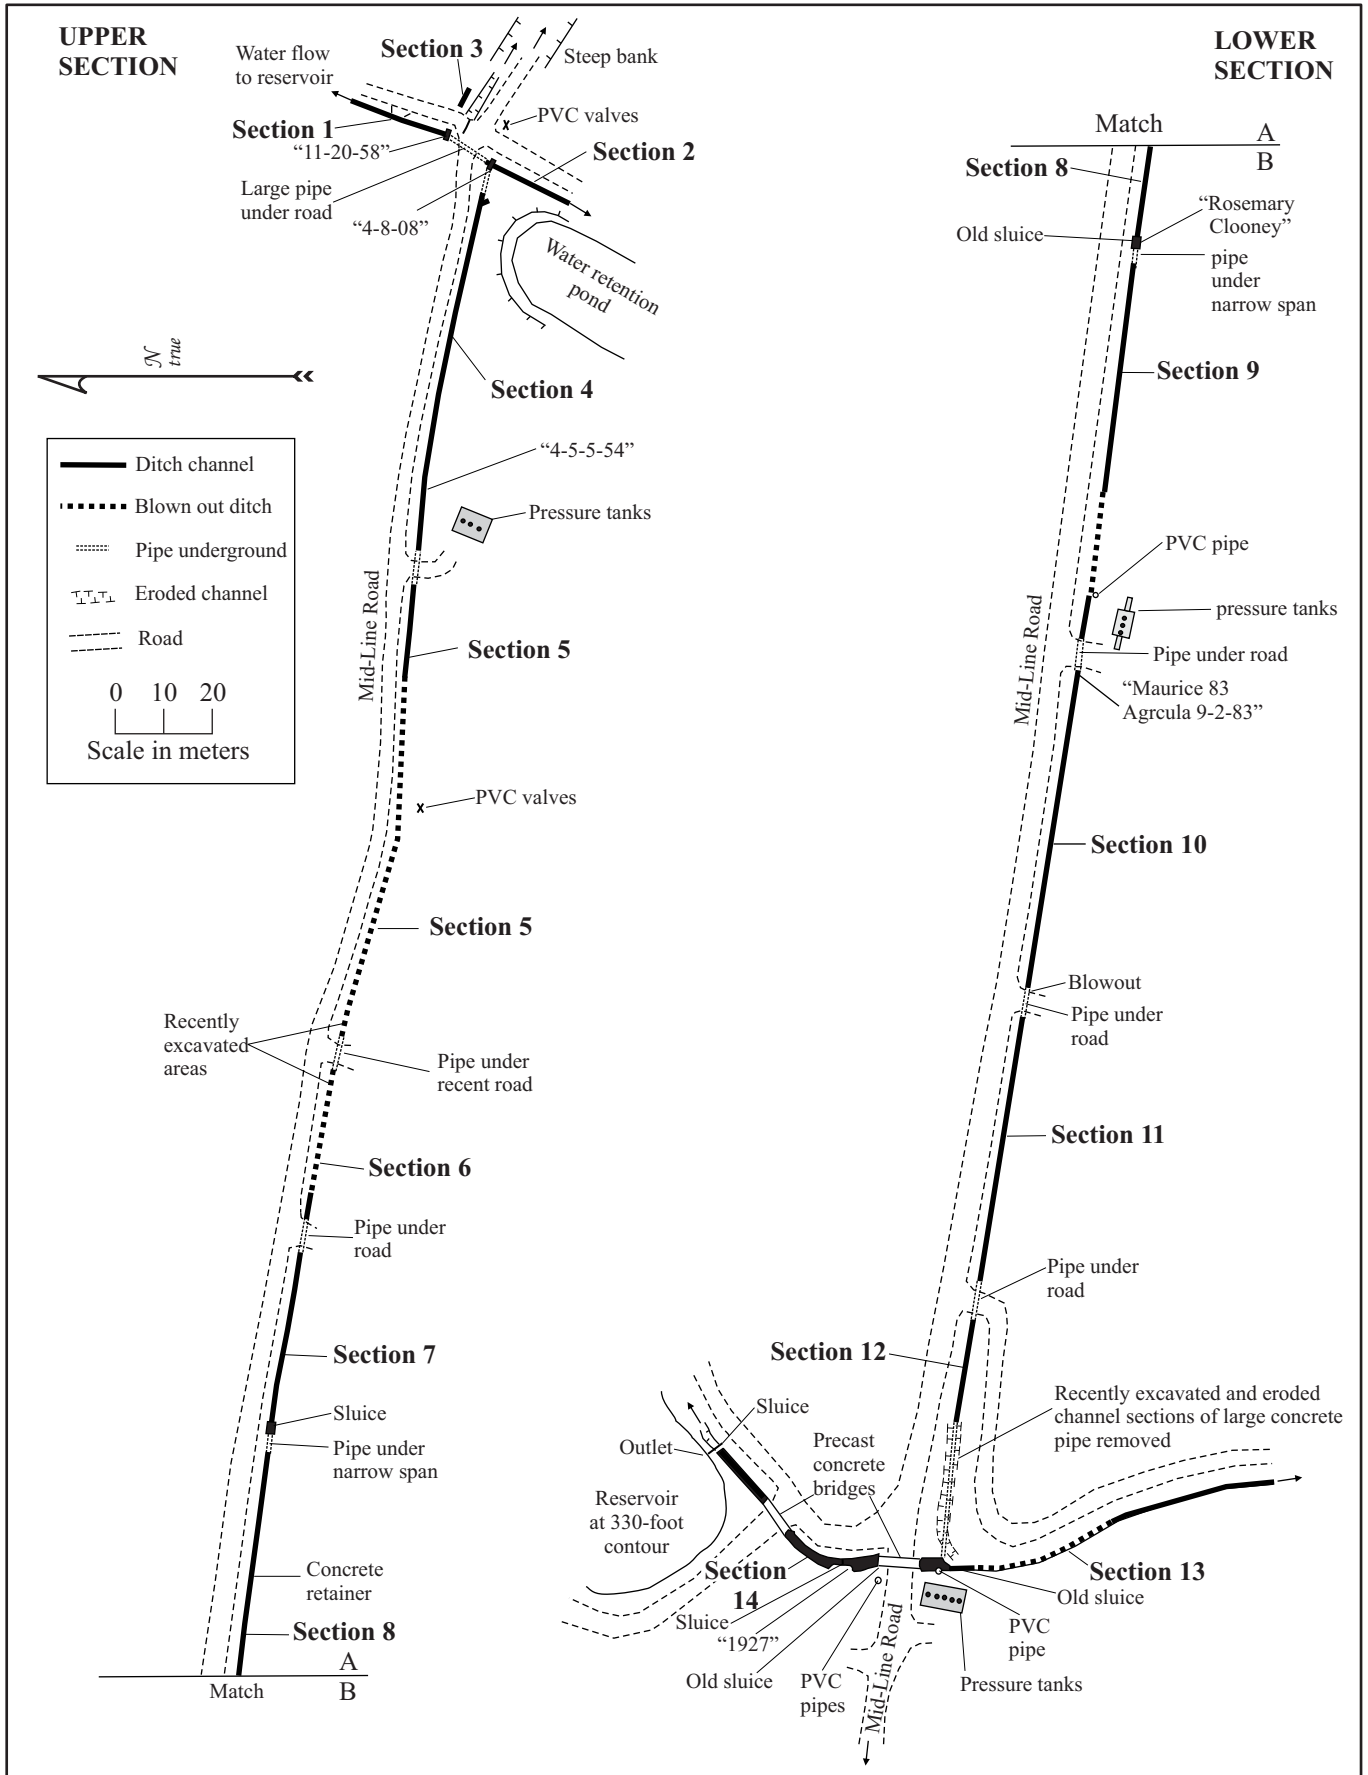 UPPER
SECTION
Water flow
to reservoir
Section 3
Steep bank
Section 1
“11-20-58”
PVC valves
Section 2
Large pipe
under road
“4-8-08”
Water retention
pond
N
true
Section 4
“4-5-5-54”
Pressure tanks
Ditch channel
Blown out ditch
Pipe underground
Eroded channel
Road
0 10 20
Scale in meters
Mid-Line Road
Section 5
PVC valves
Section 5
Recently
excavated
areas
Pipe under
recent road
Section 6
Pipe under
road
Section 7
Sluice
Pipe under
narrow span
Concrete
retainer
Section 8
A
Match
B
LOWER
SECTION
Match
A
B
Section 8
“Rosemary
Clooney”
Old sluice
pipe
under
narrow span
Section 9
PVC pipe
pressure tanks
Mid-Line Road
Pipe under road
“Maurice 83
Agrcula 9-2-83”
Section 10
Blowout
Pipe under
road
Section 11
Pipe under
road
Section 12
Recently excavated and eroded
channel sections of large concrete
pipe removed
Sluice
Outlet
Precast
concrete
bridges
Reservoir
at 330-foot
contour
Section
14
Section 13
Old sluice
Sluice
“1927”
Old sluice
PVC
pipes
Mid-Line Road
PVC
pipe
Pressure tanks